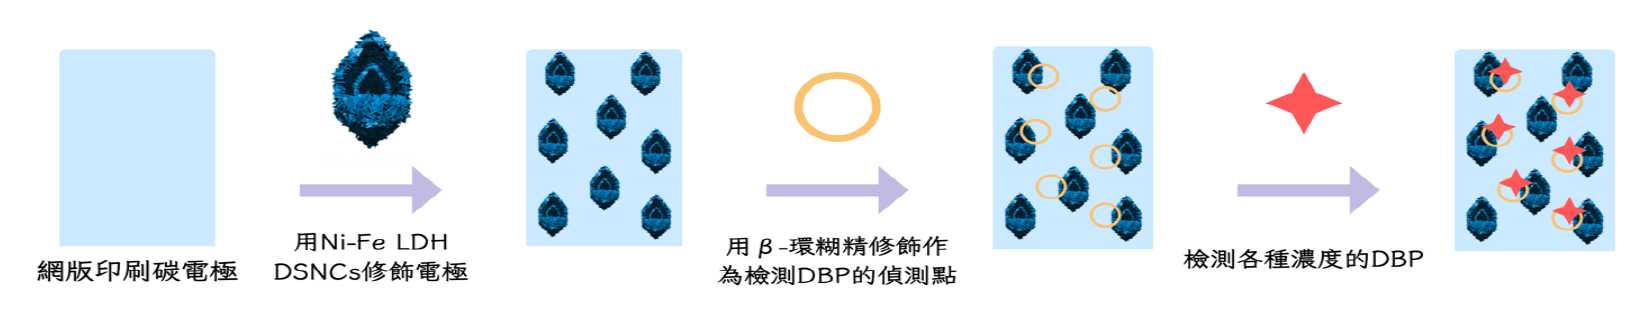 網版印刷碳電極
用Ni-Fe LDH
DSNCs修飾電極
用β-環糊精修飾作
為檢測DBP的偵測點
檢測各種濃度的DBP